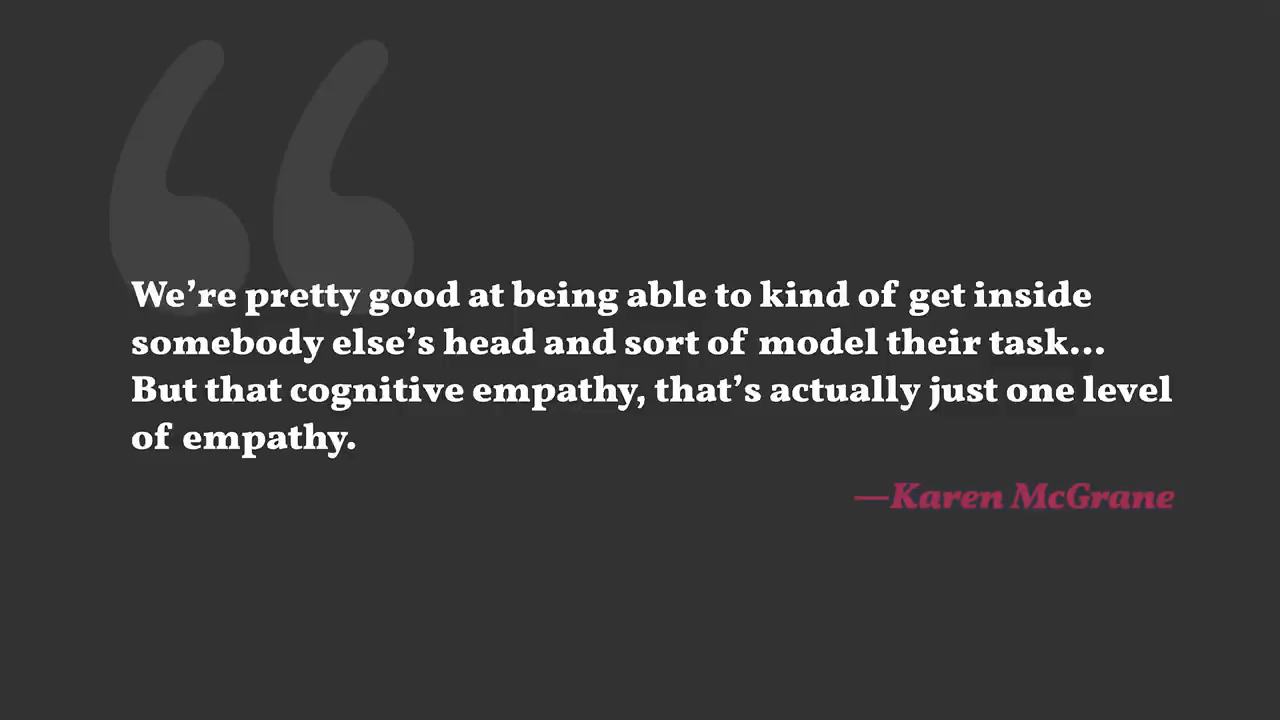 We’re pretty good at being able to kind of get inside
somebody else’s head and sort of model their task…
But that cognitive empathy, that’s actually just one level
of empathy.
—Karen McGrane